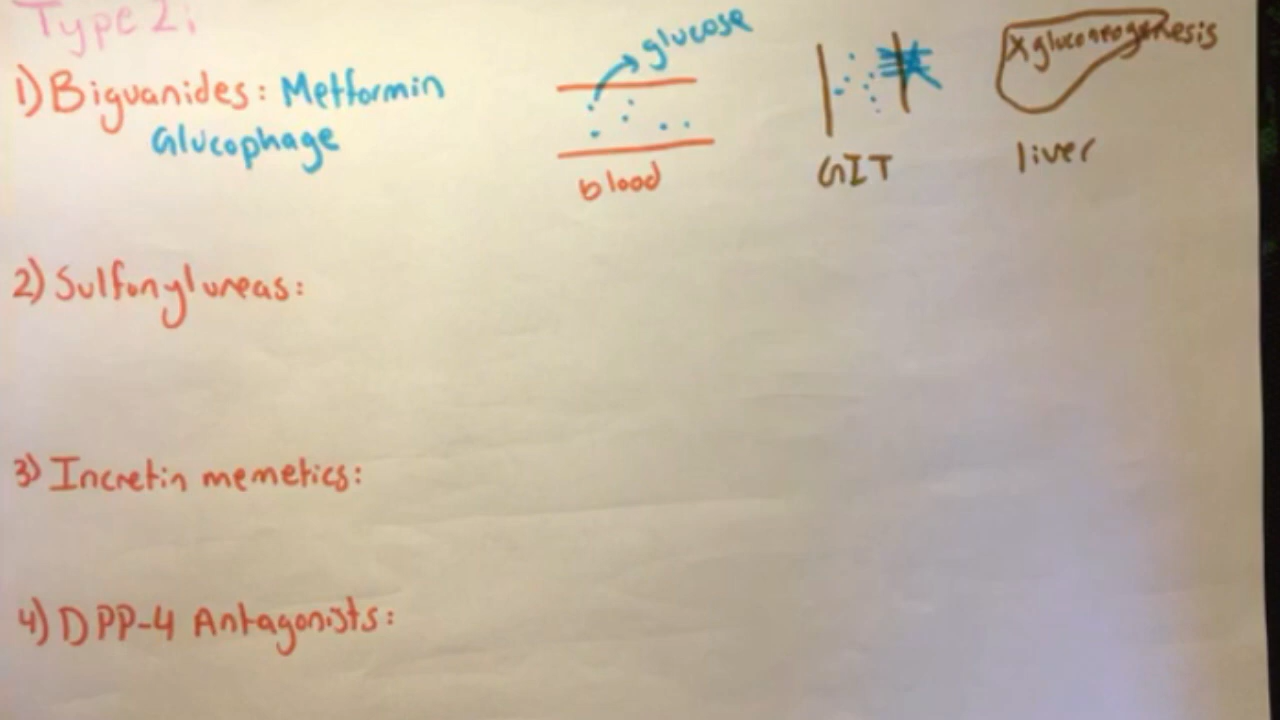 Type 2:
1) Biguanides: Metformin
Glucophage
glucose
blood
GIT
x gluconeogenesis
liver
2) Sulfonylureas:
3) Incretin memetics:
4) DPP-4 Antagonists: